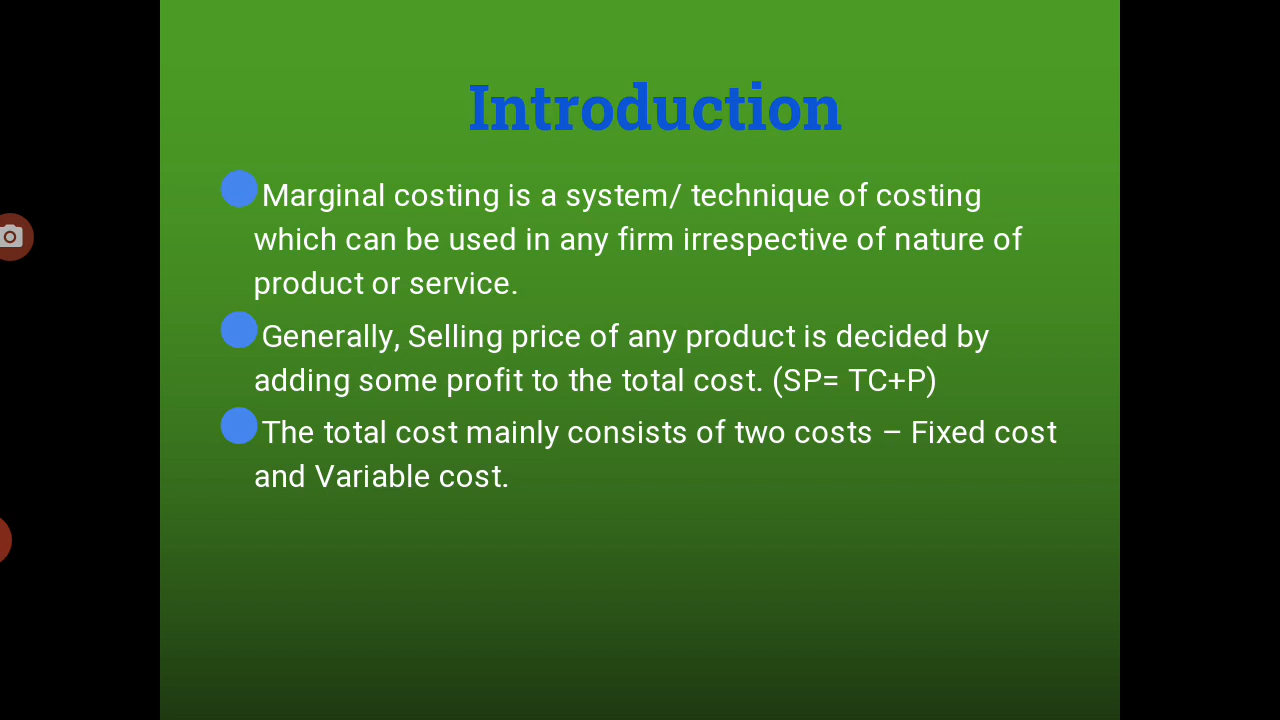 Introduction
Marginal costing is a system/ technique of costing
which can be used in any firm irrespective of nature of
product or service.
Generally, Selling price of any product is decided by
adding some profit to the total cost. (SP= TC+P)
The total cost mainly consists of two costs – Fixed cost
and Variable cost.